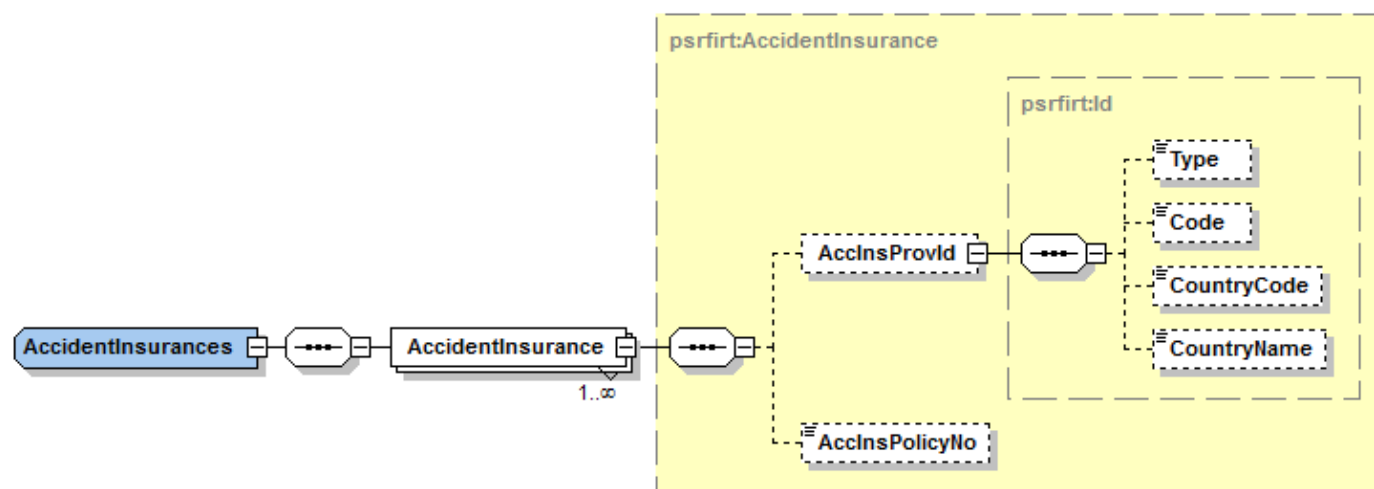 psrfirt:AccidentInsurance
psrfirt:Id
Type
Code
AccInsProvId
CountryCode
CountryName
AccidentInsurances
AccidentInsurance
1..∞
AccInsPolicyNo